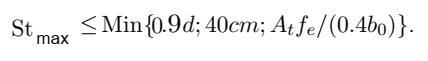 St_max ≤ Min{0.9d; 40cm; A_t f_e/(0.4b_0)}.